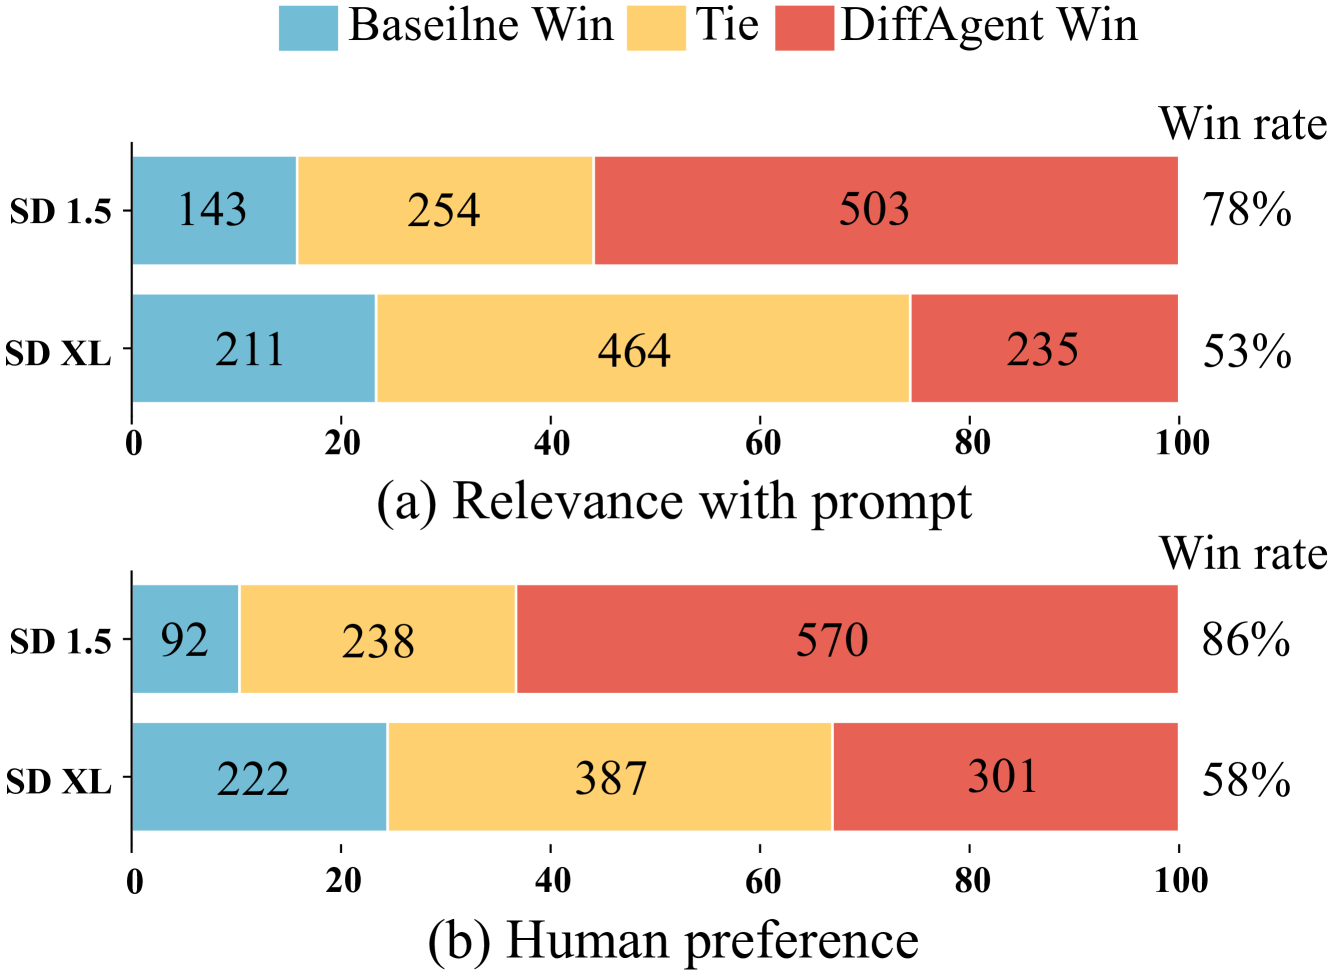 Baseilne Win Tie DiffAgent Win
Win rate
SD 1.5 143 254 503 78%
SD XL 211 464 235 53%
0 20 40 60 80 100
(a) Relevance with prompt
Win rate
SD 1.5 92 238 570 86%
SD XL 222 387 301 58%
0 20 40 60 80 100
(b) Human preference